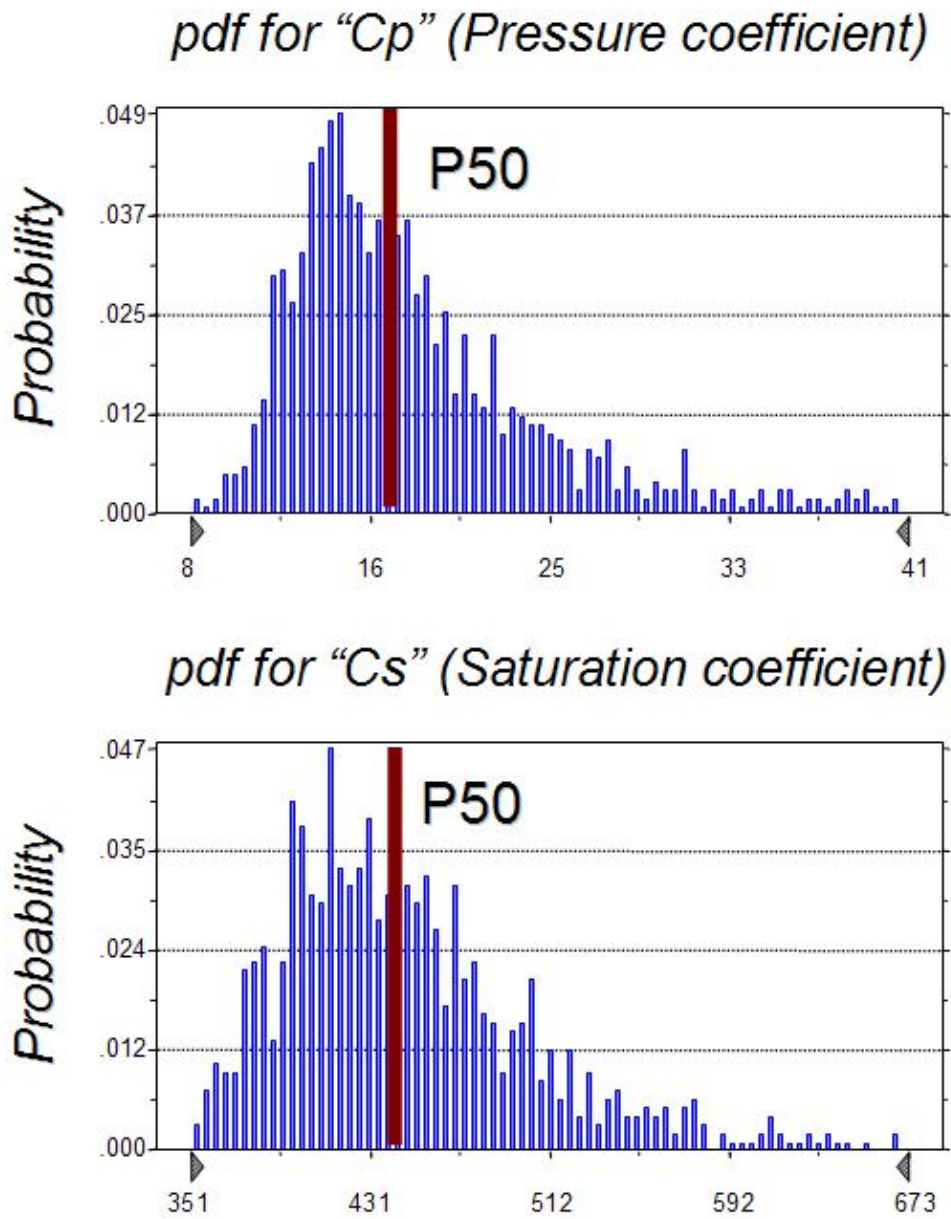 pdf for “Cp” (Pressure coefficient)
.049
P50
.037
.025
.012
.000
Probability
8 16 25 33 41
pdf for “Cs” (Saturation coefficient)
.047
P50
.035
.024
.012
.000
Probability
351 431 512 592 673